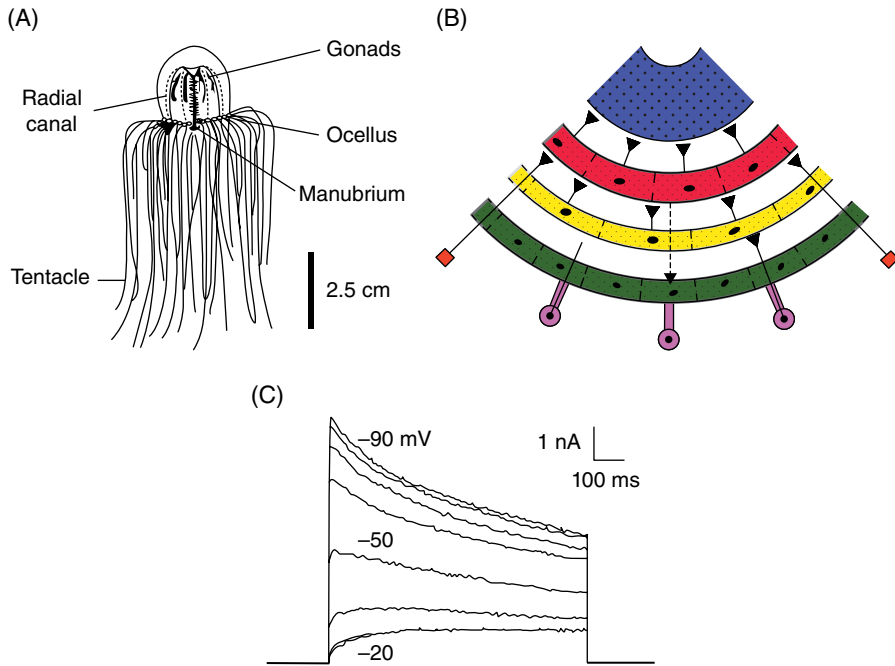 (A)
Gonads
Radial
canal
Ocellus
Manubrium
Tentacle
2.5 cm
(B)
(C)
–90 mV
–50
–20
1 nA
100 ms